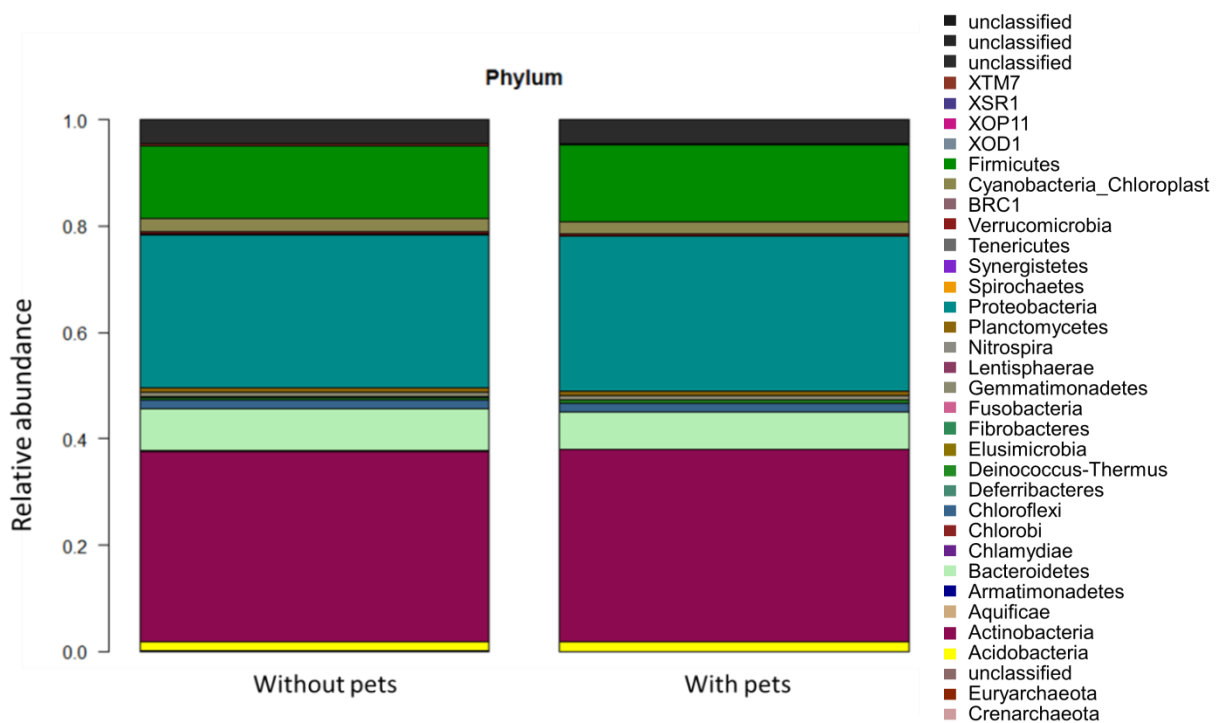 Phylum
1.0
0.8
0.6
0.4
0.2
0.0
Relative abundance
Without pets
With pets
unclassified
unclassified
unclassified
XTM7
XSR1
XOP11
XOD1
Firmicutes
Cyanobacteria_Chloroplast
BRC1
Verrucomicrobia
Tenericutes
Synergistetes
Spirochaetes
Proteobacteria
Planctomycetes
Nitrospira
Lentisphaerae
Gemmatimonadetes
Fusobacteria
Fibrobacteres
Elusimicrobia
Deinococcus-Thermus
Deferribacteres
Chloroflexi
Chlorobi
Chlamydiae
Bacteroidetes
Armatimonadetes
Aquificae
Actinobacteria
Acidobacteria
unclassified
Euryarchaeota
Crenarchaeota